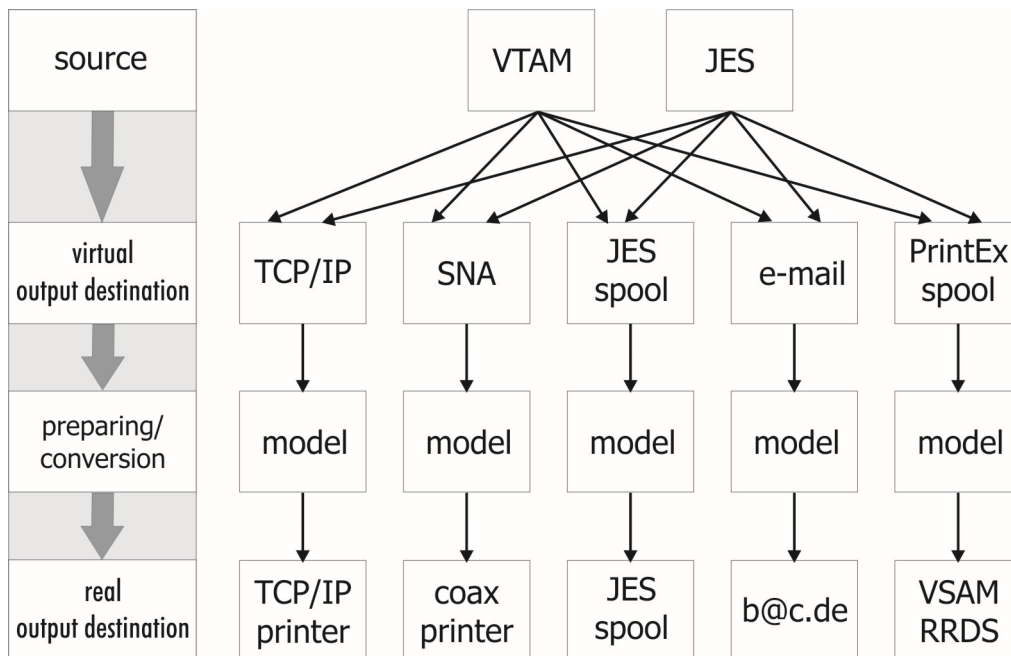 source
VTAM
JES
virtual
output destination
TCP/IP
SNA
JES
spool
e-mail
PrintEx
spool
preparing/
conversion
model
model
model
model
model
real
output destination
TCP/IP
printer
coax
printer
JES
spool
b@c.de
VSAM
RRDS